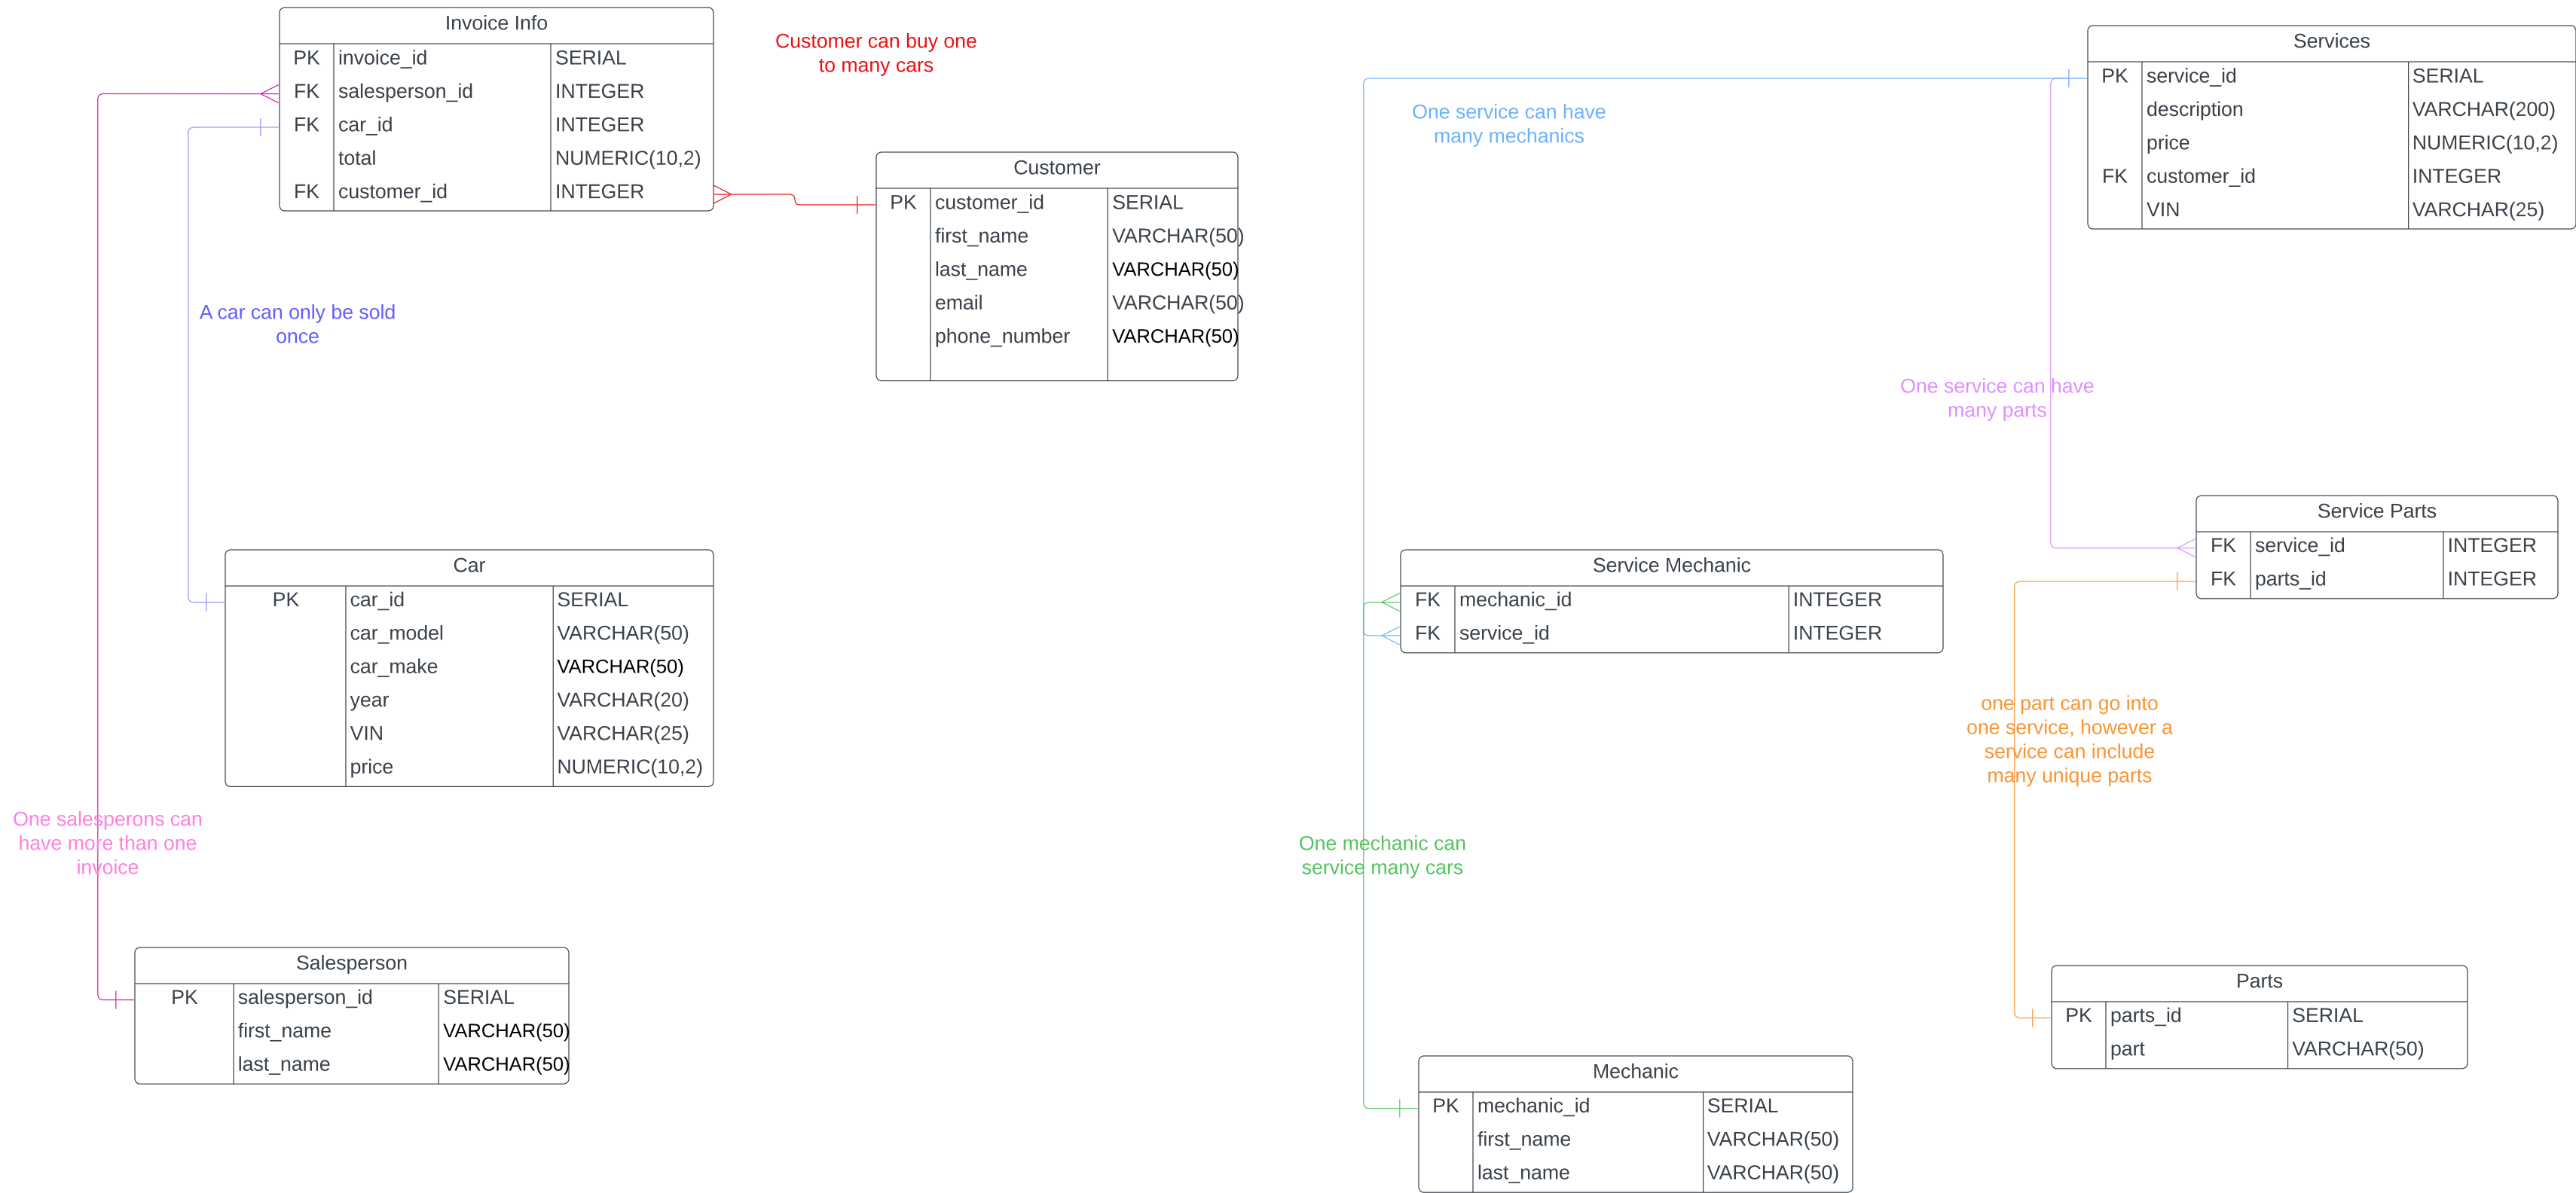 Invoice Info
PK invoice_id SERIAL
FK salesperson_id INTEGER
FK car_id INTEGER
total NUMERIC(10,2)
FK customer_id INTEGER
Customer can buy one
to many cars
Customer
PK customer_id SERIAL
first_name VARCHAR(50)
last_name VARCHAR(50)
email VARCHAR(50)
phone_number VARCHAR(50)
A car can only be sold
once
Car
PK car_id SERIAL
car_model VARCHAR(50)
car_make VARCHAR(50)
year VARCHAR(20)
VIN VARCHAR(25)
price NUMERIC(10,2)
One salesperons can
have more than one
invoice
Salesperson
PK salesperson_id SERIAL
first_name VARCHAR(50)
last_name VARCHAR(50)
Services
PK service_id SERIAL
description VARCHAR(200)
price NUMERIC(10,2)
FK customer_id INTEGER
VIN VARCHAR(25)
One service can have
many mechanics
One service can have
many parts
Service Parts
FK service_id INTEGER
FK parts_id INTEGER
Service Mechanic
FK mechanic_id INTEGER
FK service_id INTEGER
one part can go into
one service, however a
service can include
many unique parts
One mechanic can
service many cars
Parts
PK parts_id SERIAL
part VARCHAR(50)
Mechanic
PK mechanic_id SERIAL
first_name VARCHAR(50)
last_name VARCHAR(50)